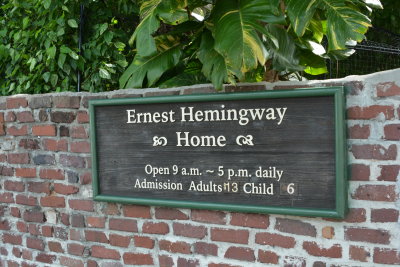 Ernest Hemingway
Home
Open 9 a.m. ~ 5 p.m. daily
Admission Adults 13 Child 6